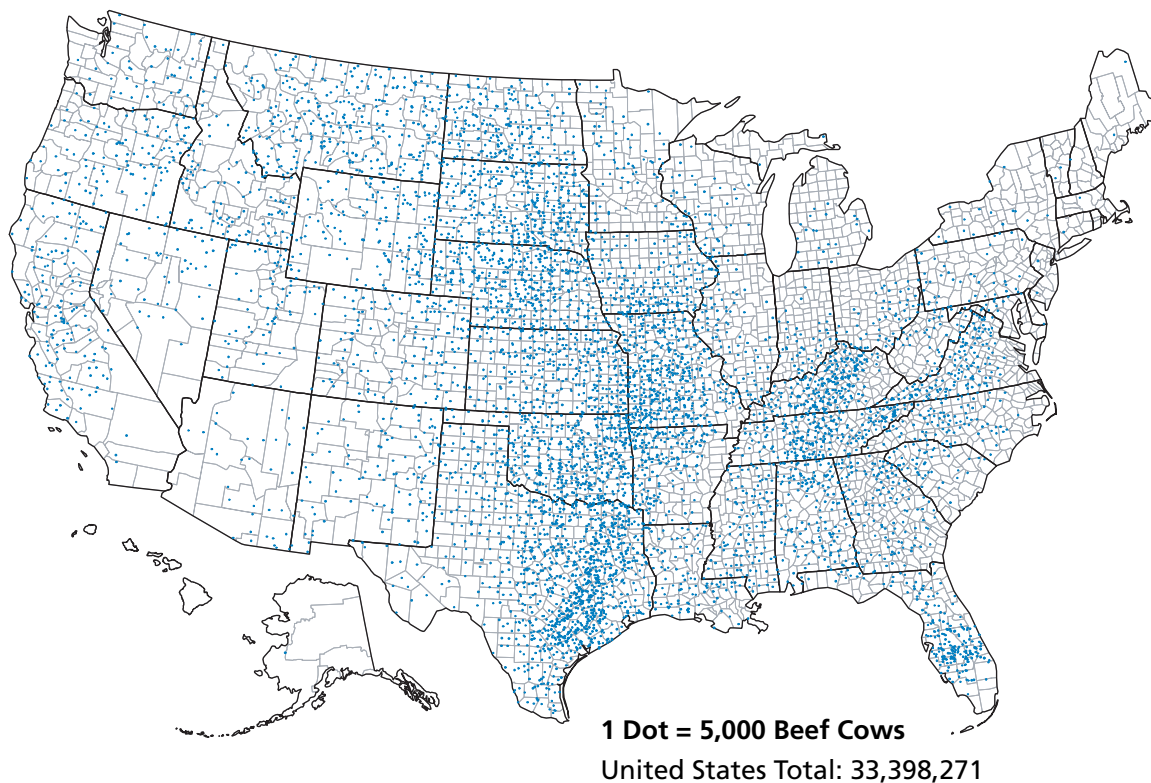 1 Dot = 5,000 Beef Cows
United States Total: 33,398,271